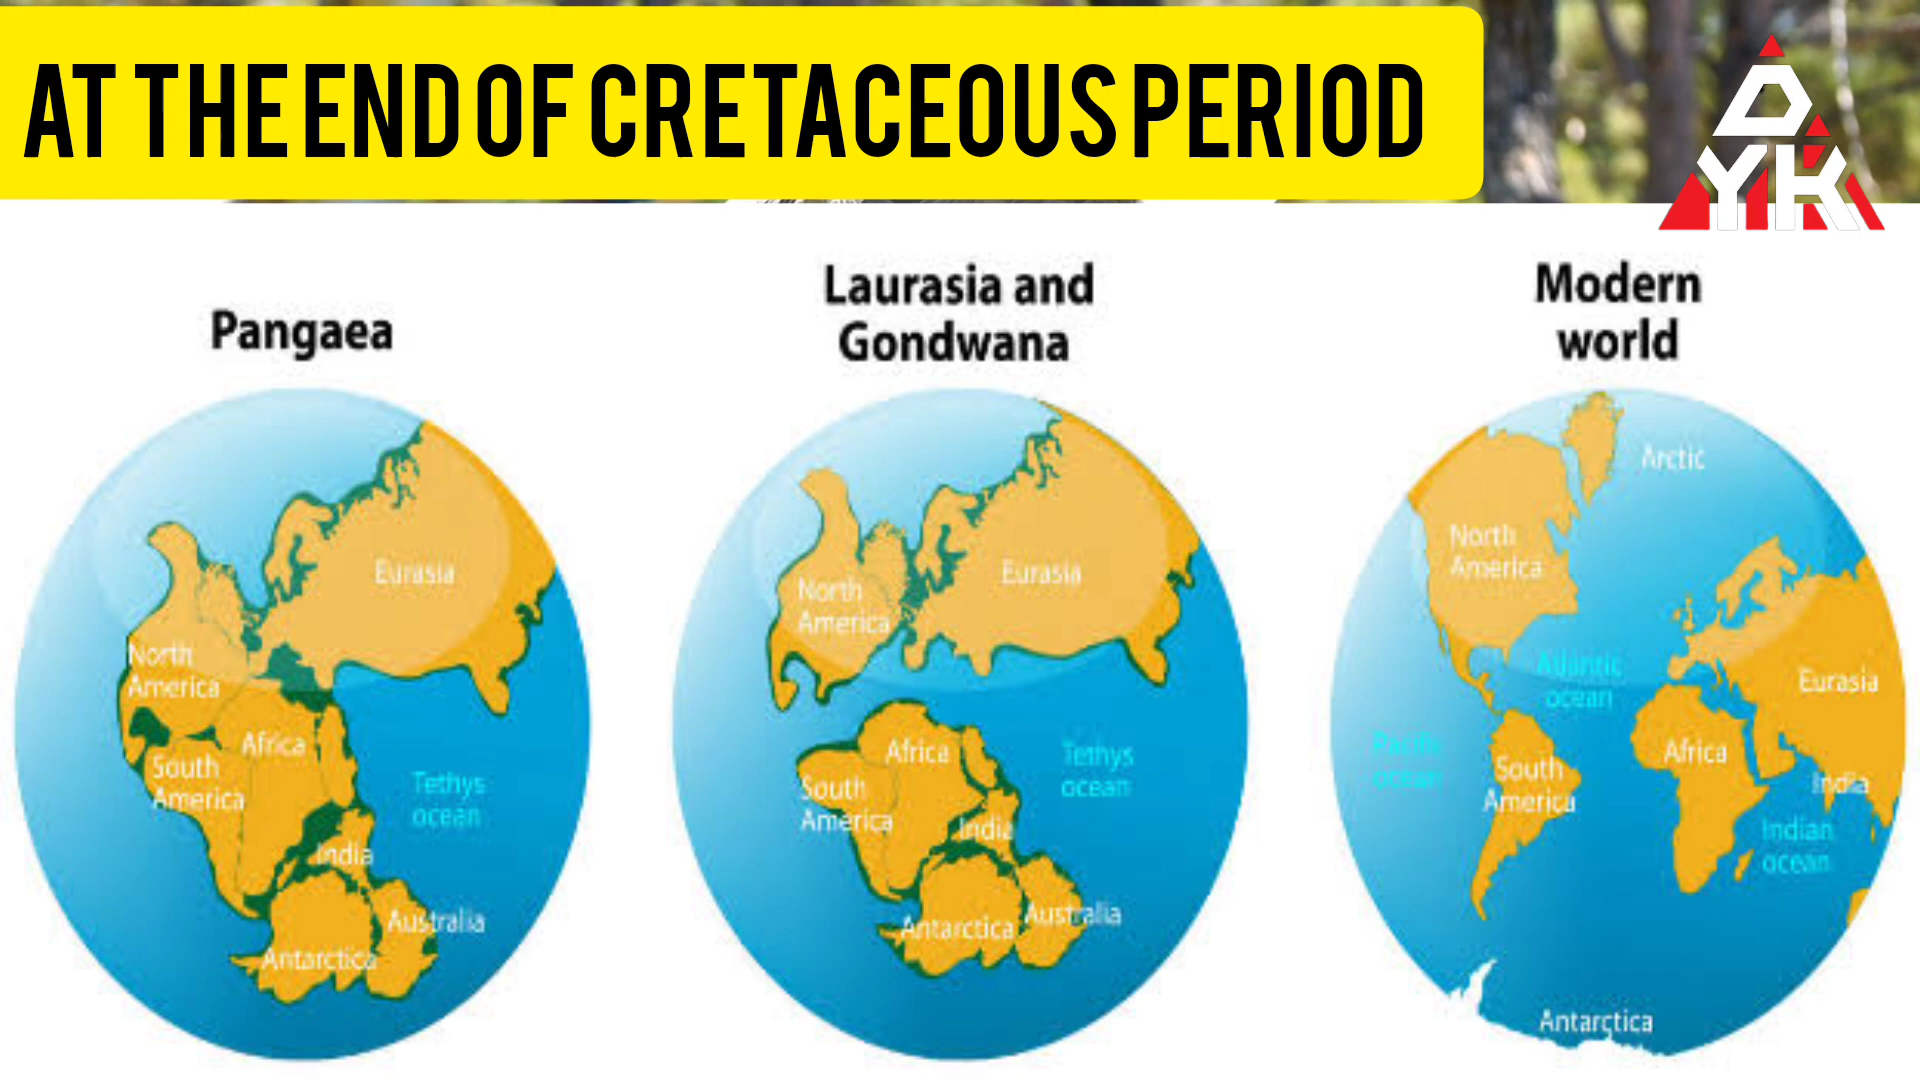 AT THE END OF CRETACEOUS PERIOD
DYK
Pangaea
Eurasia
North
America
Africa
South
America
Tethys
ocean
India
Australia
Antarctica
Laurasia and
Gondwana
North
America
Eurasia
Africa
South
America
Tethys
ocean
India
Antarctica
Australia
Modern
world
Arctic
North
America
Atlantic
ocean
Eurasia
Pacific
ocean
South
America
Africa
India
Indian
ocean
Antarctica